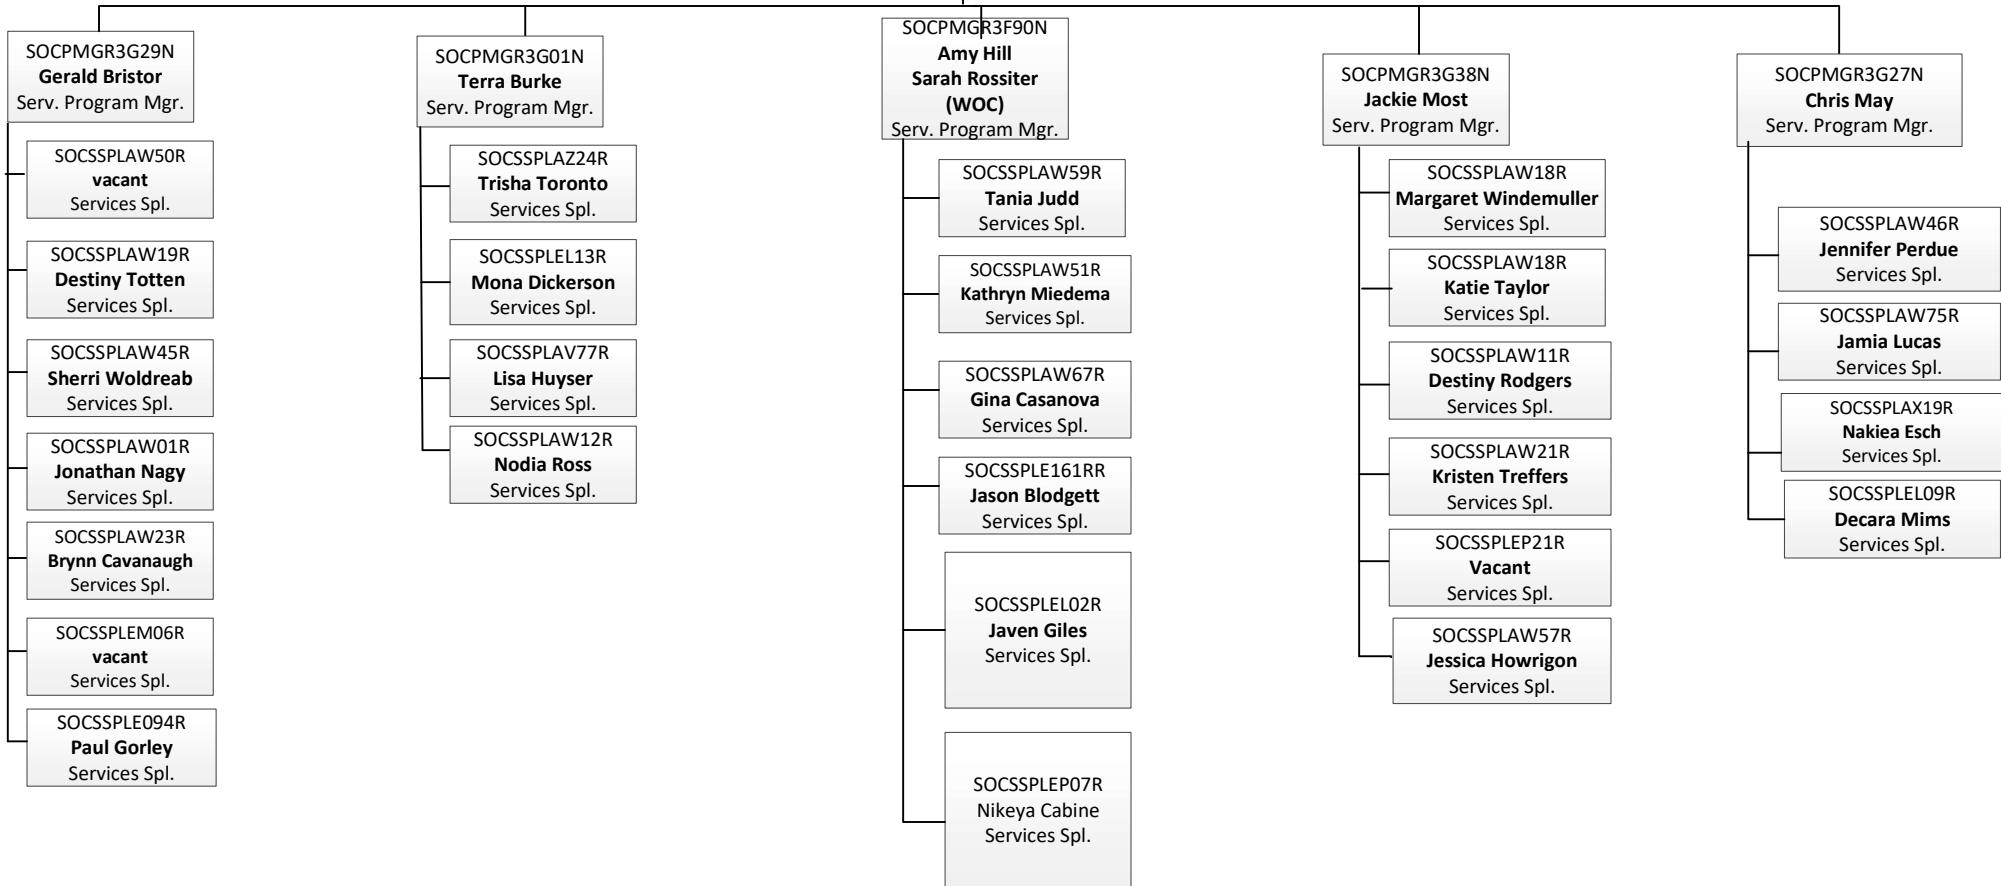 SOCPMGR3G29N
Gerald Bristor
Serv. Program Mgr.
SOCSSPLAW50R
vacant
Services Spl.
SOCSSPLAW19R
Destiny Totten
Services Spl.
SOCSSPLAW45R
Sherri Woldreab
Services Spl.
SOCSSPLAW01R
Jonathan Nagy
Services Spl.
SOCSSPLAW23R
Brynn Cavanaugh
Services Spl.
SOCSSPLEM06R
vacant
Services Spl.
SOCSSPLE094R
Paul Gorley
Services Spl.
SOCPMGR3G01N
Terra Burke
Serv. Program Mgr.
SOCSSPLAZ24R
Trisha Toronto
Services Spl.
SOCSSPLEL13R
Mona Dickerson
Services Spl.
SOCSSPLAV77R
Lisa Huyser
Services Spl.
SOCSSPLAW12R
Nodia Ross
Services Spl.
SOCPMGR3F90N
Amy Hill
Sarah Rossiter
(WOC)
Serv. Program Mgr.
SOCSSPLAW59R
Tania Judd
Services Spl.
SOCSSPLAW51R
Kathryn Miedema
Services Spl.
SOCSSPLAW67R
Gina Casanova
Services Spl.
SOCSSPLE161RR
Jason Blodgett
Services Spl.
SOCSSPLEL02R
Javen Giles
Services Spl.
SOCSSPLEP07R
Nikeya Cabine
Services Spl.
SOCPMGR3G38N
Jackie Most
Serv. Program Mgr.
SOCSSPLAW18R
Margaret Windemuller
Services Spl.
SOCSSPLAW18R
Katie Taylor
Services Spl.
SOCSSPLAW11R
Destiny Rodgers
Services Spl.
SOCSSPLAW21R
Kristen Treffers
Services Spl.
SOCSSPLEP21R
Vacant
Services Spl.
SOCSSPLAW57R
Jessica Howrigon
Services Spl.
SOCPMGR3G27N
Chris May
Serv. Program Mgr.
SOCSSPLAW46R
Jennifer Perdue
Services Spl.
SOCSSPLAW75R
Jamia Lucas
Services Spl.
SOCSSPLAX19R
Nakiea Esch
Services Spl.
SOCSSPLEL09R
Decara Mims
Services Spl.